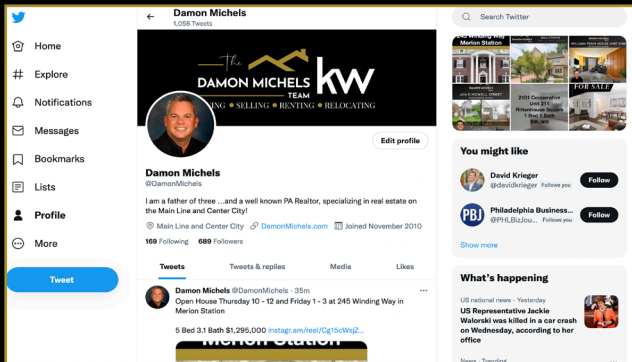 Damon Michels
1,058 Tweets
Search Twitter
Home
Explore
Notifications
Messages
Bookmarks
Lists
Profile
More
Tweet
the
DAMON MICHELS
TEAM
kw
SELLING • RENTING • RELOCATING
Edit profile
Damon Michels
@DamonMichels
I am a father of three ...and a well known PA Realtor, specializing in real estate on
the Main Line and Center City!
Main Line and Center City DamonMichels.com Joined November 2010
169 Following 689 Followers
Tweets Tweets & replies Media Likes
Damon Michels @DamonMichels · 35m
Open House Thursday 10 - 12 and Friday 1 - 3 at 245 Winding Way in
Merion Station
5 Bed 3.1 Bath $1,295,000 instagr.am/reel/Cg15cWsjZ...
Merion Station
Winding Way
Merion Station
2101 Cooperative
Unit 211
Rittenhouse Square
1 Bed 1 Bath
FOR SALE
You might like
David Krieger
@davidkrieger Follows you
Follow
PBJ
Philadelphia Business...
@PHLBizJou... Follows you
Follow
Show more
What's happening
US national news · Yesterday
US Representative Jackie
Walorski was killed in a car crash
on Wednesday, according to her
office
News · Trending